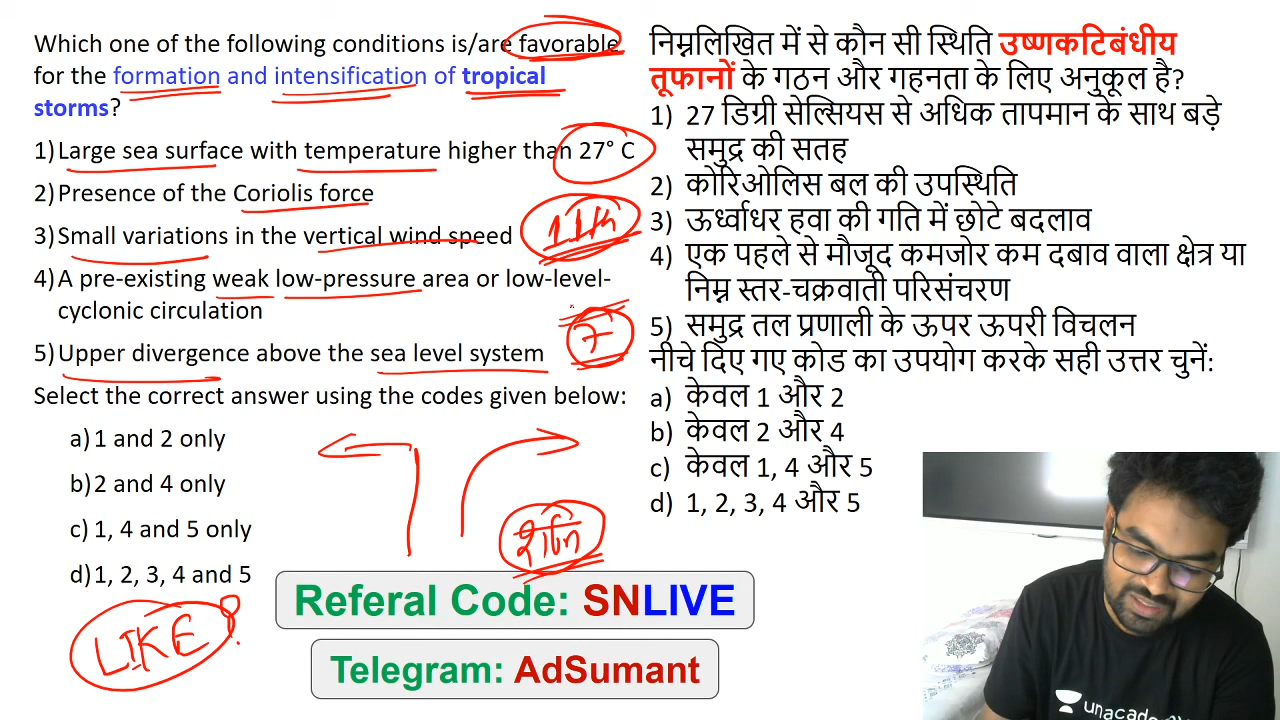 Which one of the following conditions is/are favorable
for the formation and intensification of tropical
storms?
1) Large sea surface with temperature higher than 27° C
2) Presence of the Coriolis force
3) Small variations in the vertical wind speed
4) A pre-existing weak low-pressure area or low-level-
cyclonic circulation
5) Upper divergence above the sea level system
Select the correct answer using the codes given below:
a) 1 and 2 only
b) 2 and 4 only
c) 1, 4 and 5 only
d) 1, 2, 3, 4 and 5
11th
7
LIKE
Referal Code: SNLIVE
Telegram: AdSumant
निम्नलिखित में से कौन सी स्थिति उष्णकटिबंधीय
तूफानों के गठन और गहनता के लिए अनुकूल है?
1) 27 डिग्री सेल्सियस से अधिक तापमान के साथ बड़े
समुद्र की सतह
2) कोरिओलिस बल की उपस्थिति
3) ऊर्ध्वाधर हवा की गति में छोटे बदलाव
4) एक पहले से मौजूद कमजोर कम दबाव वाला क्षेत्र या
निम्न स्तर-चक्रवाती परिसंचरण
5) समुद्र तल प्रणाली के ऊपर ऊपरी विचलन
नीचे दिए गए कोड का उपयोग करके सही उत्तर चुनें:
a) केवल 1 और 2
b) केवल 2 और 4
c) केवल 1, 4 और 5
d) 1, 2, 3, 4 और 5